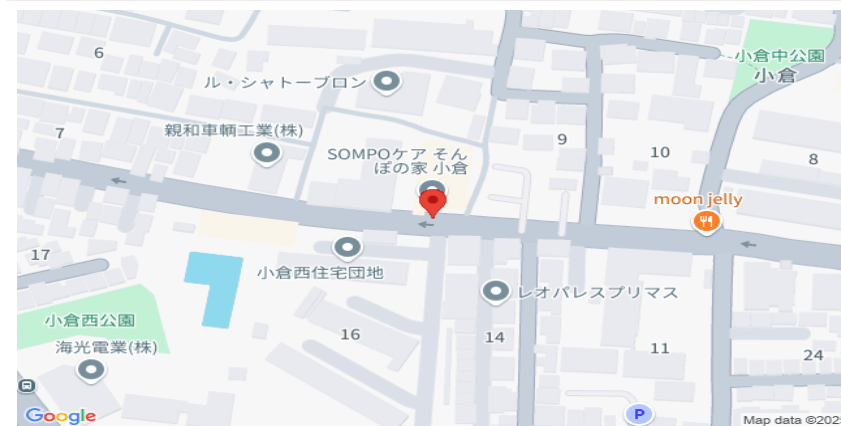 6
小倉中公園
小倉
ル・シャトーブロン
7
親和車輌工業(株)
9
SOMPOケア そん
ぽの家 小倉
10
8
moon jelly
17
小倉西住宅団地
レオパレスプリマス
小倉西公園
16
14
海光電業(株)
11
24
P
Google
Map data ©2025